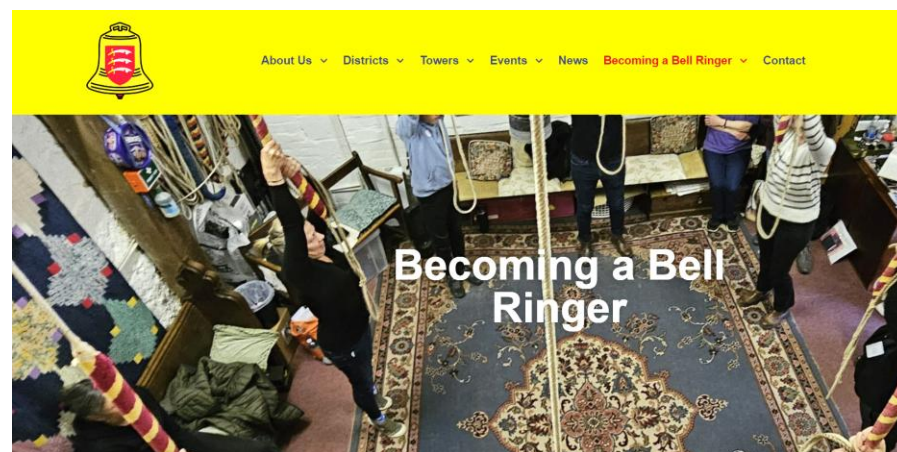 About Us Districts Towers Events News Becoming a Bell Ringer Contact
Becoming a Bell
Ringer